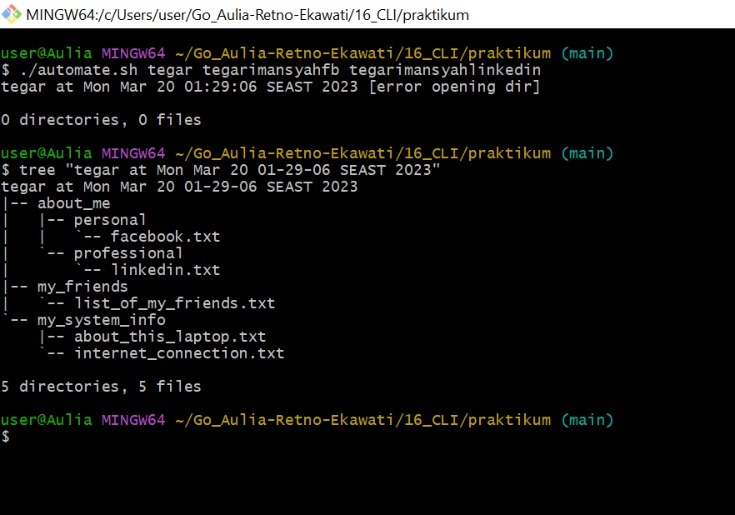 MINGW64:/c/Users/user/Go_Aulia-Retno-Ekawati/16_CLI/praktikum
user@Aulia MINGW64 ~/Go_Aulia-Retno-Ekawati/16_CLI/praktikum (main)
$ ./automate.sh tegar tegarimansyahfb tegarimansyahlinkedin
tegar at Mon Mar 20 01:29:06 SEAST 2023 [error opening dir]
0 directories, 0 files
user@Aulia MINGW64 ~/Go_Aulia-Retno-Ekawati/16_CLI/praktikum (main)
$ tree "tegar at Mon Mar 20 01-29-06 SEAST 2023"
tegar at Mon Mar 20 01-29-06 SEAST 2023
|-- about_me
|   |-- personal
|   |   `-- facebook.txt
|   `-- professional
|       `-- linkedin.txt
|-- my_friends
|   `-- list_of_my_friends.txt
`-- my_system_info
    |-- about_this_laptop.txt
    `-- internet_connection.txt
5 directories, 5 files
user@Aulia MINGW64 ~/Go_Aulia-Retno-Ekawati/16_CLI/praktikum (main)
$